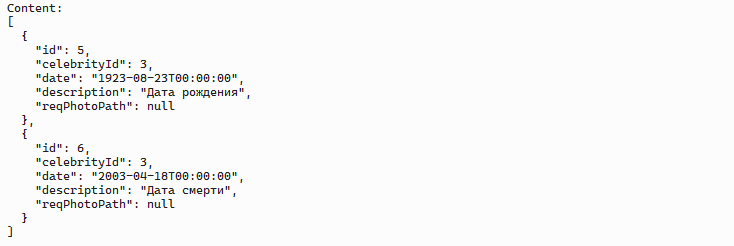 Content:
[
  {
    "id": 5,
    "celebrityId": 3,
    "date": "1923-08-23T00:00:00",
    "description": "Дата рождения",
    "reqPhotoPath": null
  },
  {
    "id": 6,
    "celebrityId": 3,
    "date": "2003-04-18T00:00:00",
    "description": "Дата смерти",
    "reqPhotoPath": null
  }
]